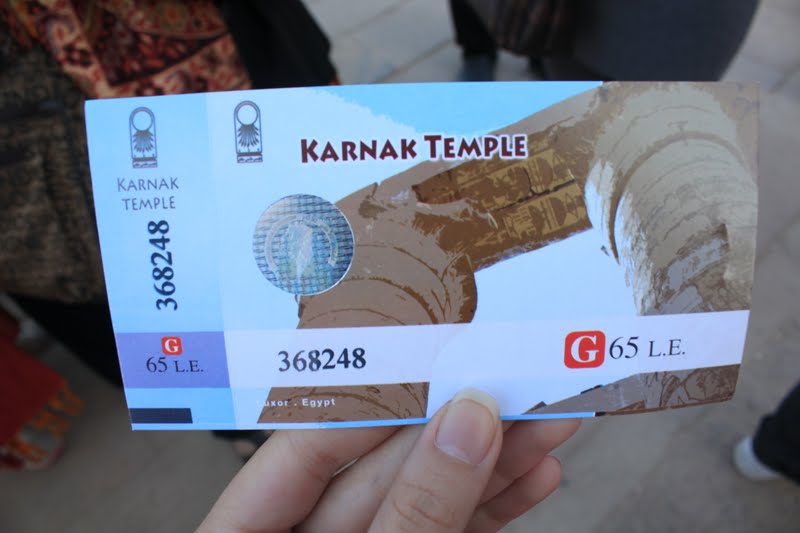 KARNAK
TEMPLE
368248
G
65 L.E.
KARNAK TEMPLE
368248
G 65 L.E.
Luxor . Egypt